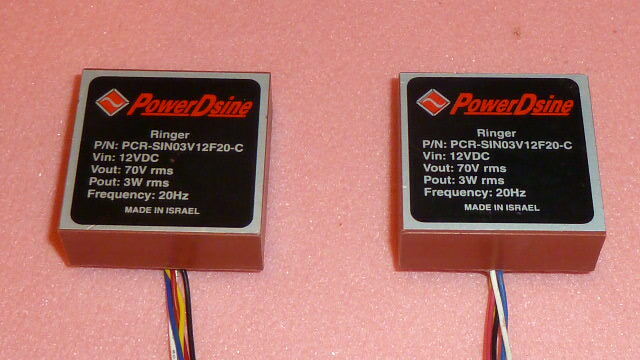 PowerDsine
Ringer
P/N: PCR-SIN03V12F20-C
Vin: 12VDC
Vout: 70V rms
Pout: 3W rms
Frequency: 20Hz
MADE IN ISRAEL
PowerDsine
Ringer
P/N: PCR-SIN03V12F20-C
Vin: 12VDC
Vout: 70V rms
Pout: 3W rms
Frequency: 20Hz
MADE IN ISRAEL